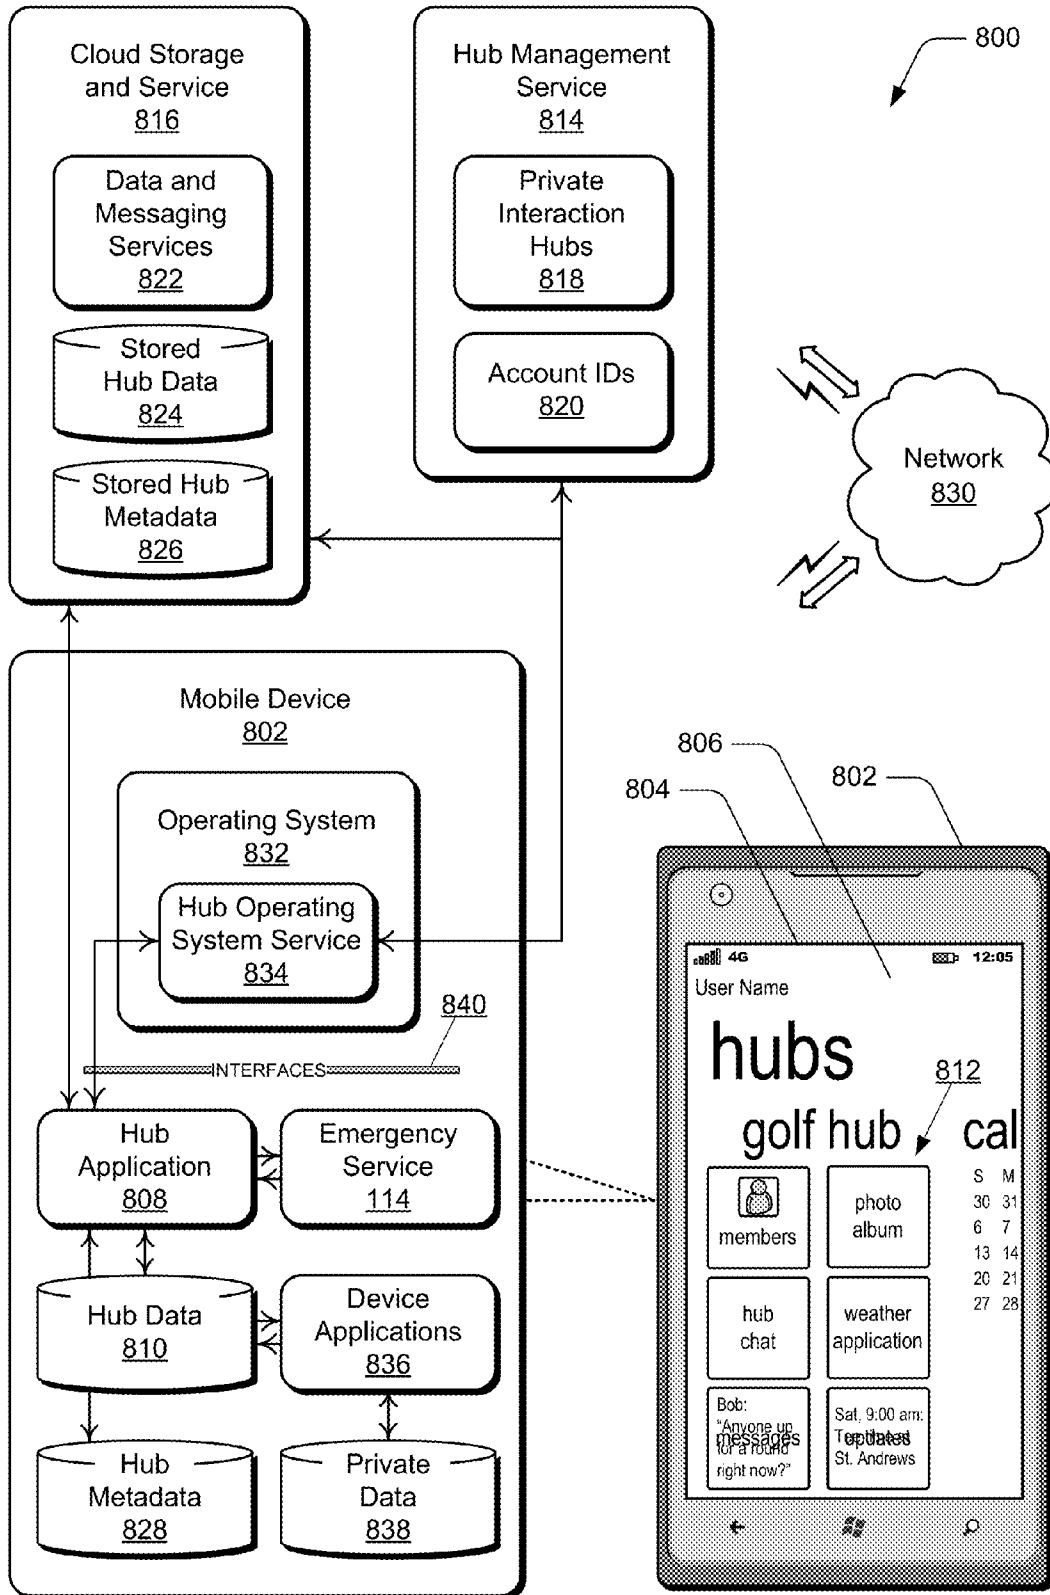 Cloud Storage
and Service
816
Data and
Messaging
Services
822
Stored
Hub Data
824
Stored Hub
Metadata
826
Hub Management
Service
814
Private
Interaction
Hubs
818
Account IDs
820
800
Network
830
Mobile Device
802
Operating System
832
Hub Operating
System Service
834
840
INTERFACES
Hub
Application
808
Emergency
Service
114
Hub Data
810
Device
Applications
836
Hub
Metadata
828
Private
Data
838
806
804
802
4G
12:05
User Name
hubs
812
golf hub
cal
members
photo
album
S M
30 31
6 7
13 14
20 21
27 28
hub
chat
weather
application
Bob:
"Anyone up
for a round
right now?"
messages
Sat, 9:00 am:
Tee time at
St. Andrews
updates